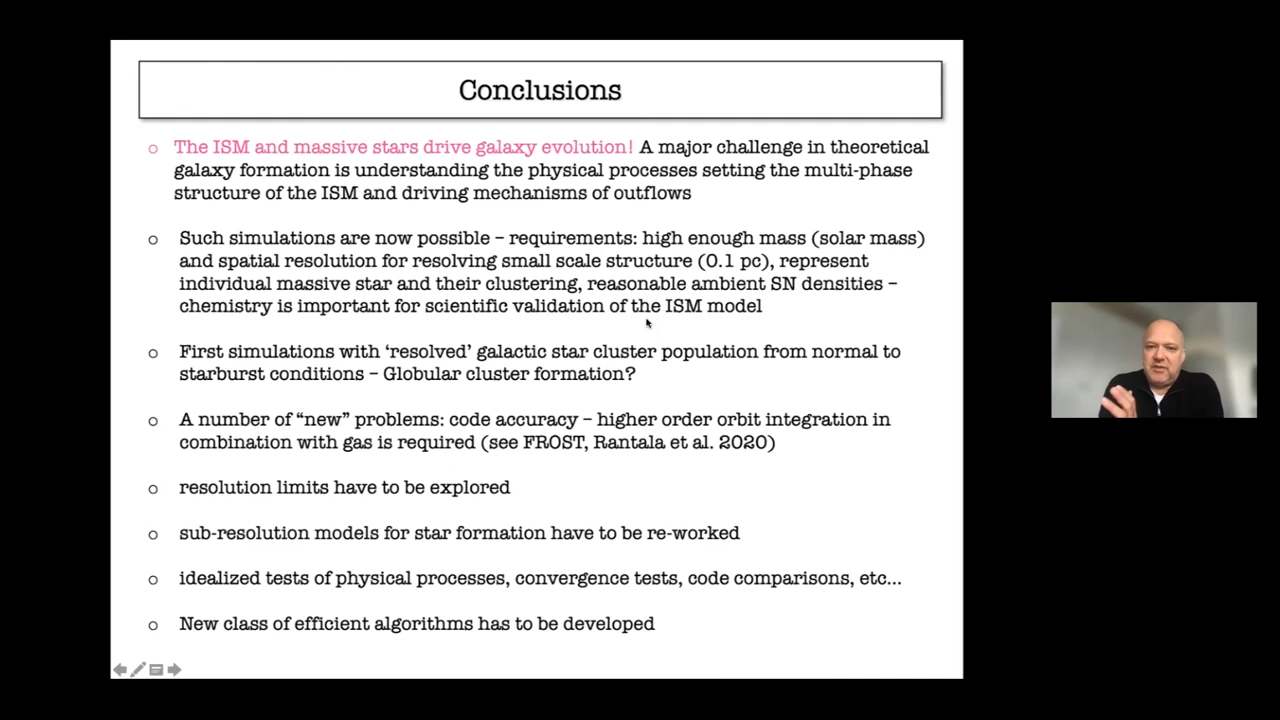 Conclusions
The ISM and massive stars drive galaxy evolution! A major challenge in theoretical
galaxy formation is understanding the physical processes setting the multi-phase
structure of the ISM and driving mechanisms of outflows
Such simulations are now possible – requirements: high enough mass (solar mass)
and spatial resolution for resolving small scale structure (0.1 pc), represent
individual massive star and their clustering, reasonable ambient SN densities –
chemistry is important for scientific validation of the ISM model
First simulations with ‘resolved’ galactic star cluster population from normal to
starburst conditions – Globular cluster formation?
A number of “new” problems: code accuracy – higher order orbit integration in
combination with gas is required (see FROST, Rantala et al. 2020)
resolution limits have to be explored
sub-resolution models for star formation have to be re-worked
idealized tests of physical processes, convergence tests, code comparisons, etc...
New class of efficient algorithms has to be developed